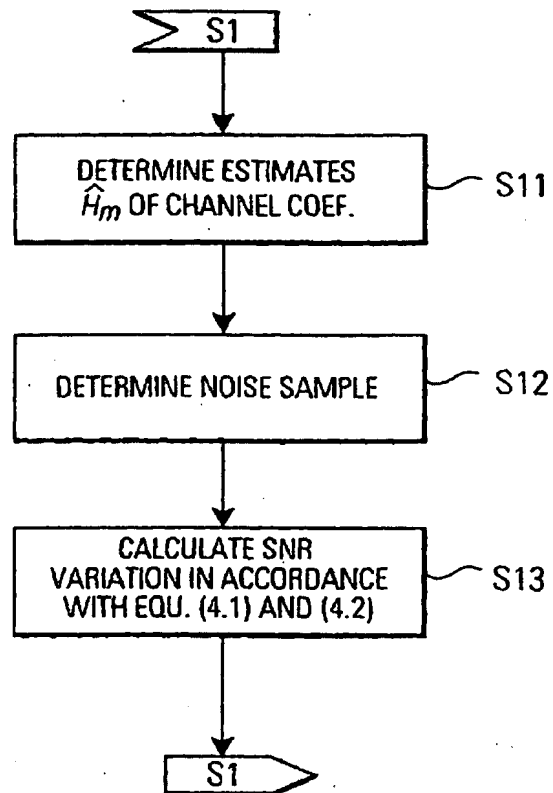 S1
DETERMINE ESTIMATES
Ĥm OF CHANNEL COEF.
S11
DETERMINE NOISE SAMPLE
S12
CALCULATE SNR
VARIATION IN ACCORDANCE
WITH EQU. (4.1) AND (4.2)
S13
S1